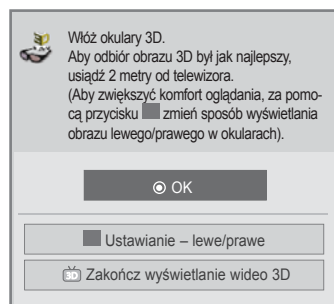 Włóż okulary 3D.
Aby odbiór obrazu 3D był jak najlepszy,
usiądź 2 metry od telewizora.
(Aby zwiększyć komfort oglądania, za pomo-
cą przycisku zmień sposób wyświetlania
obrazu lewego/prawego w okularach).
OK
Ustawianie – lewe/prawe
3D Zakończ wyświetlanie wideo 3D